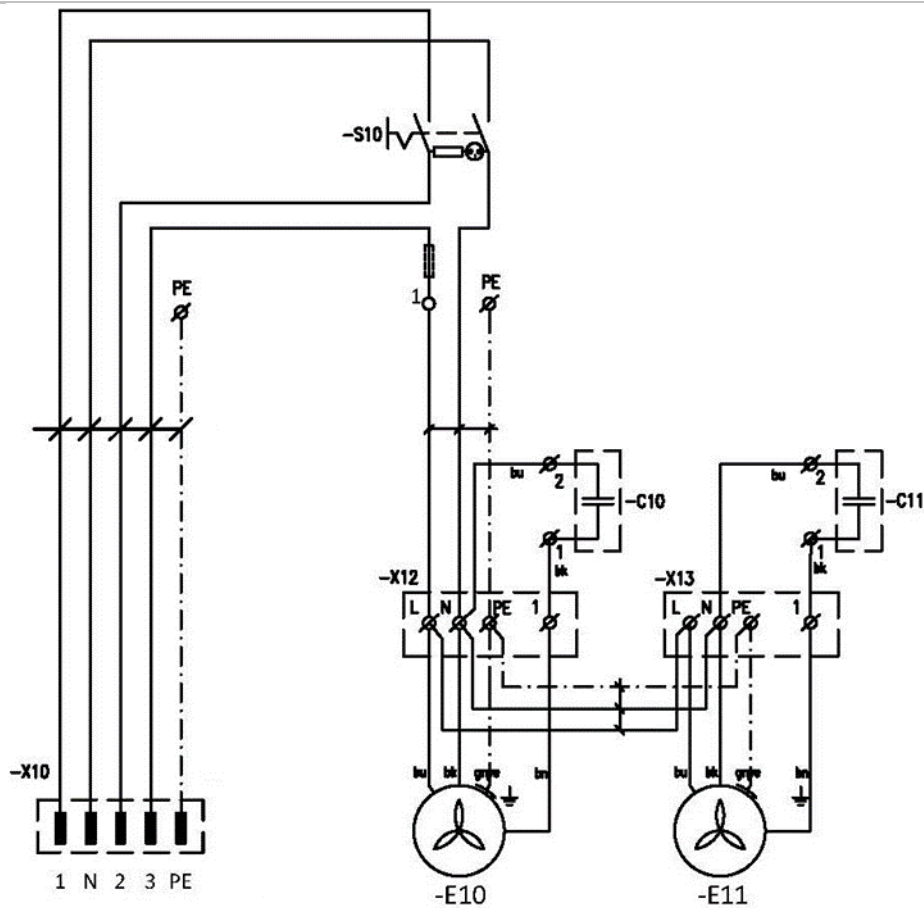 -S10
PE
PE
1
bu
2
-C10
bu
2
-C11
1
bk
1
bk
-X12
-X13
L N PE 1
L N PE 1
-X10
bu bk gnye bn
bu bk gnye bn
1 N 2 3 PE
-E10
-E11